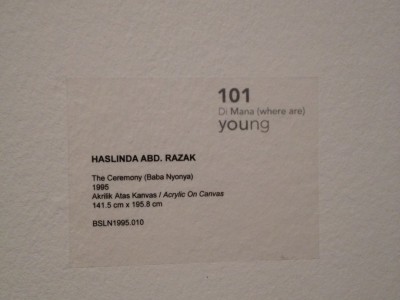 101
Di Mana (where are)
young
HASLINDA ABD. RAZAK
The Ceremony (Baba Nyonya)
1995
Akrilik Atas Kanvas / Acrylic On Canvas
141.5 cm x 195.8 cm
BSLN1995.010